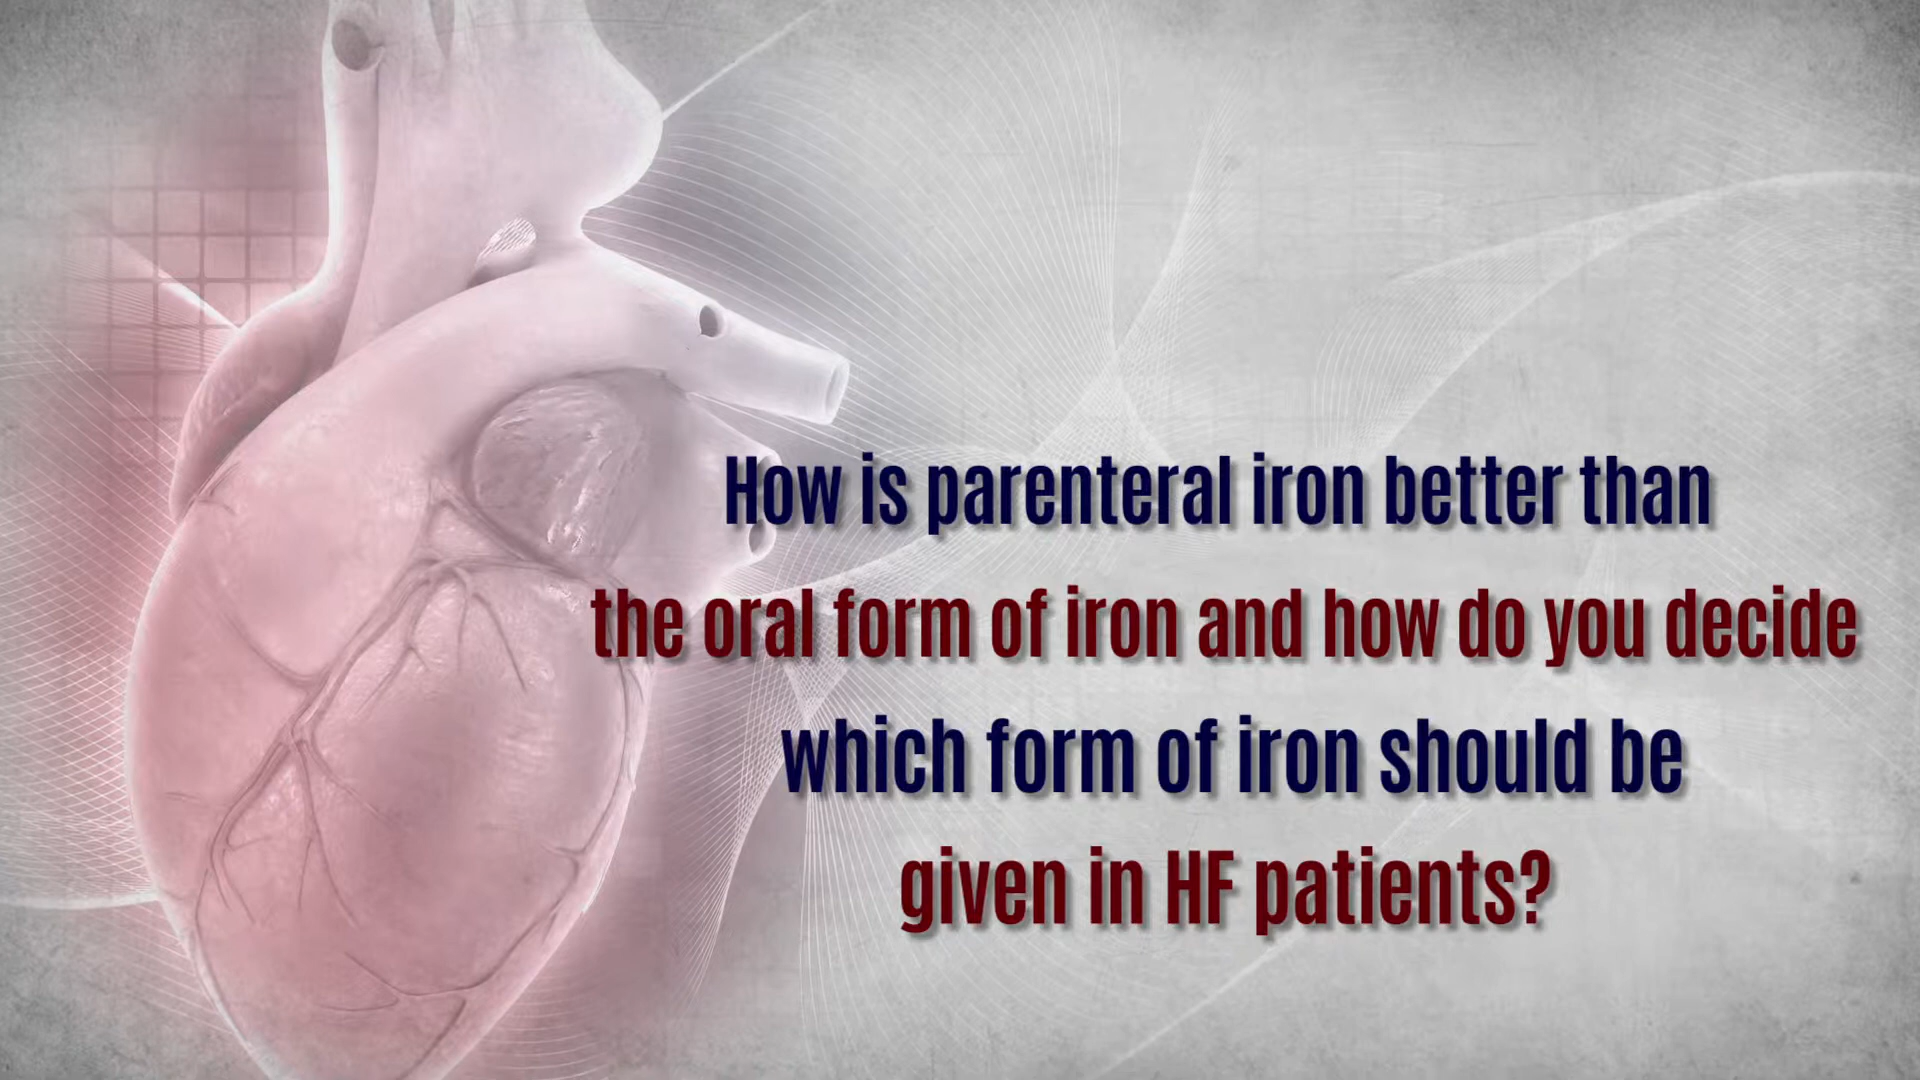 How is parenteral iron better than
the oral form of iron and how do you decide
which form of iron should be
given in HF patients?